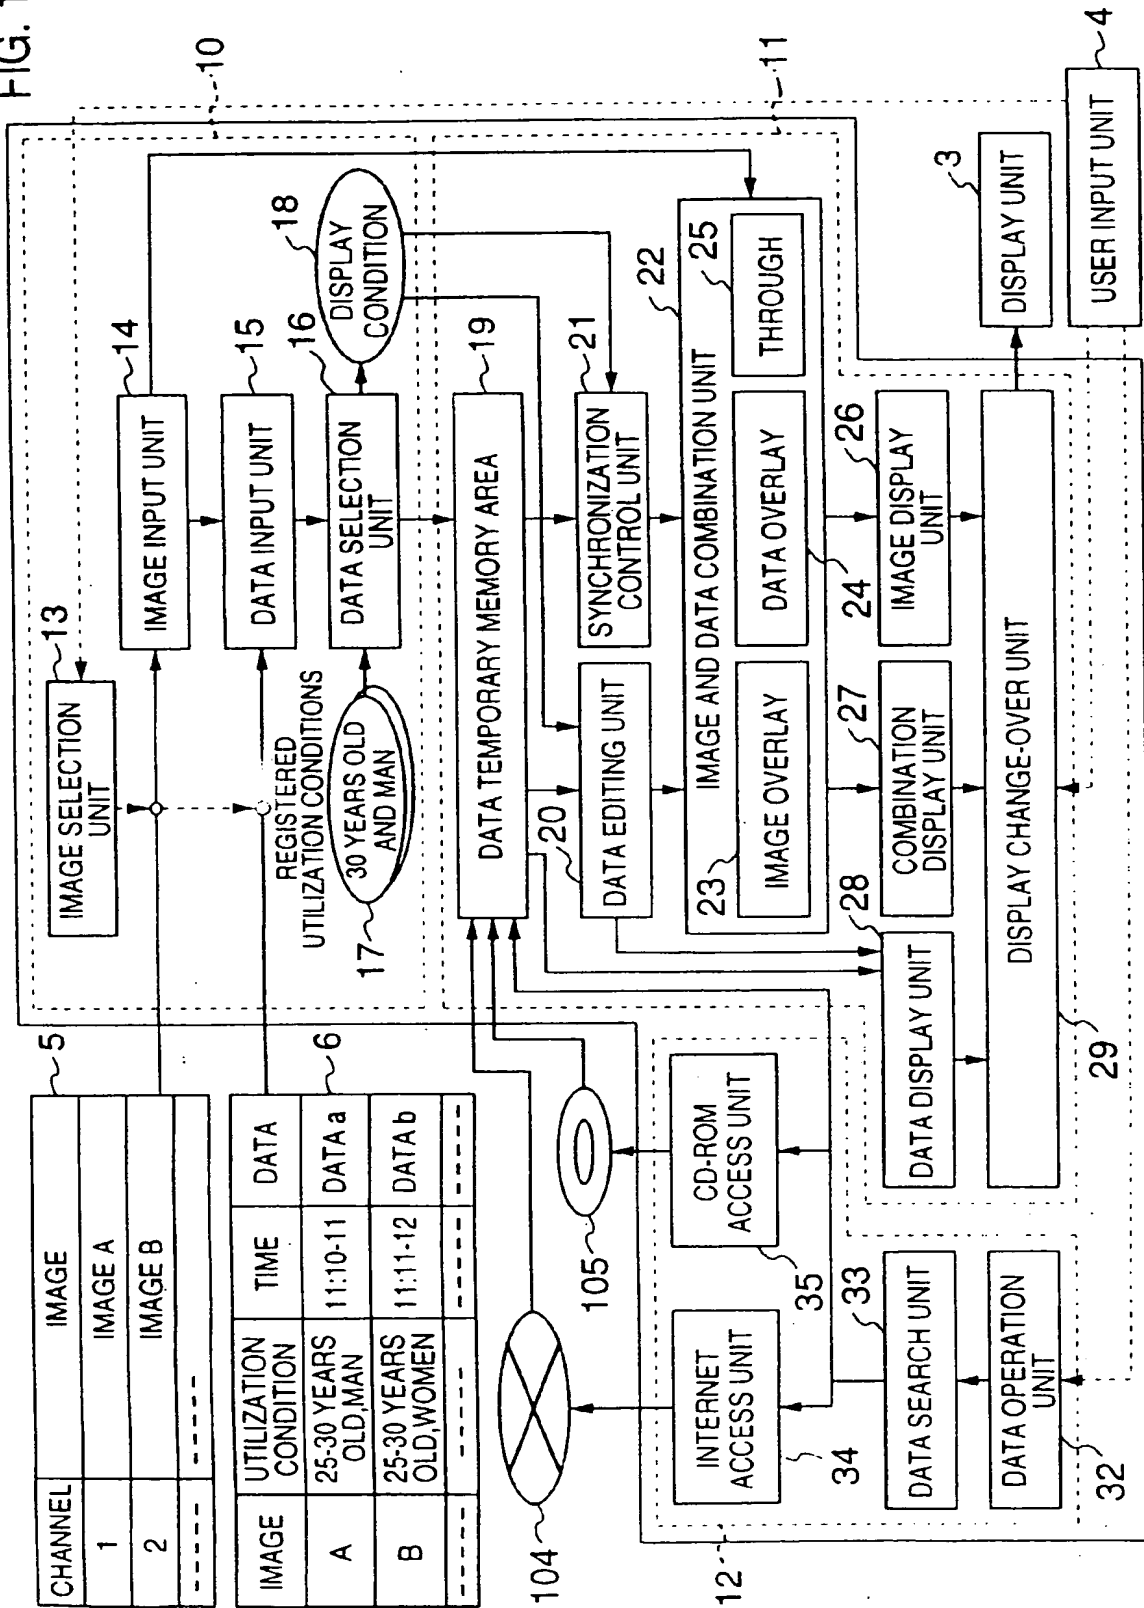 FIG. 1
CHANNEL IMAGE
1 IMAGE A
2 IMAGE B
5
IMAGE UTILIZATION CONDITION TIME DATA
A 25-30 YEARS OLD,MAN 11:10-11 DATA a
B 25-30 YEARS OLD,WOMEN 11:11-12 DATA b
6
10
IMAGE SELECTION
UNIT
13
IMAGE INPUT UNIT
14
DATA INPUT UNIT
15
REGISTERED
UTILIZATION CONDITIONS
30 YEARS OLD
AND MAN
17
DATA SELECTION
UNIT
16
DISPLAY
CONDITION
18
11
DATA TEMPORARY MEMORY AREA
19
20
DATA EDITING UNIT
SYNCHRONIZATION
CONTROL UNIT
21
IMAGE AND DATA COMBINATION UNIT
22
23
IMAGE OVERLAY
DATA OVERLAY
24
THROUGH
25
28
DATA DISPLAY UNIT
COMBINATION
DISPLAY UNIT
27
IMAGE DISPLAY
UNIT
26
DISPLAY CHANGE-OVER UNIT
29
DISPLAY UNIT
3
USER INPUT UNIT
4
104
105
12
INTERNET
ACCESS UNIT
34
CD-ROM
ACCESS UNIT
35
DATA SEARCH UNIT
33
DATA OPERATION
UNIT
32